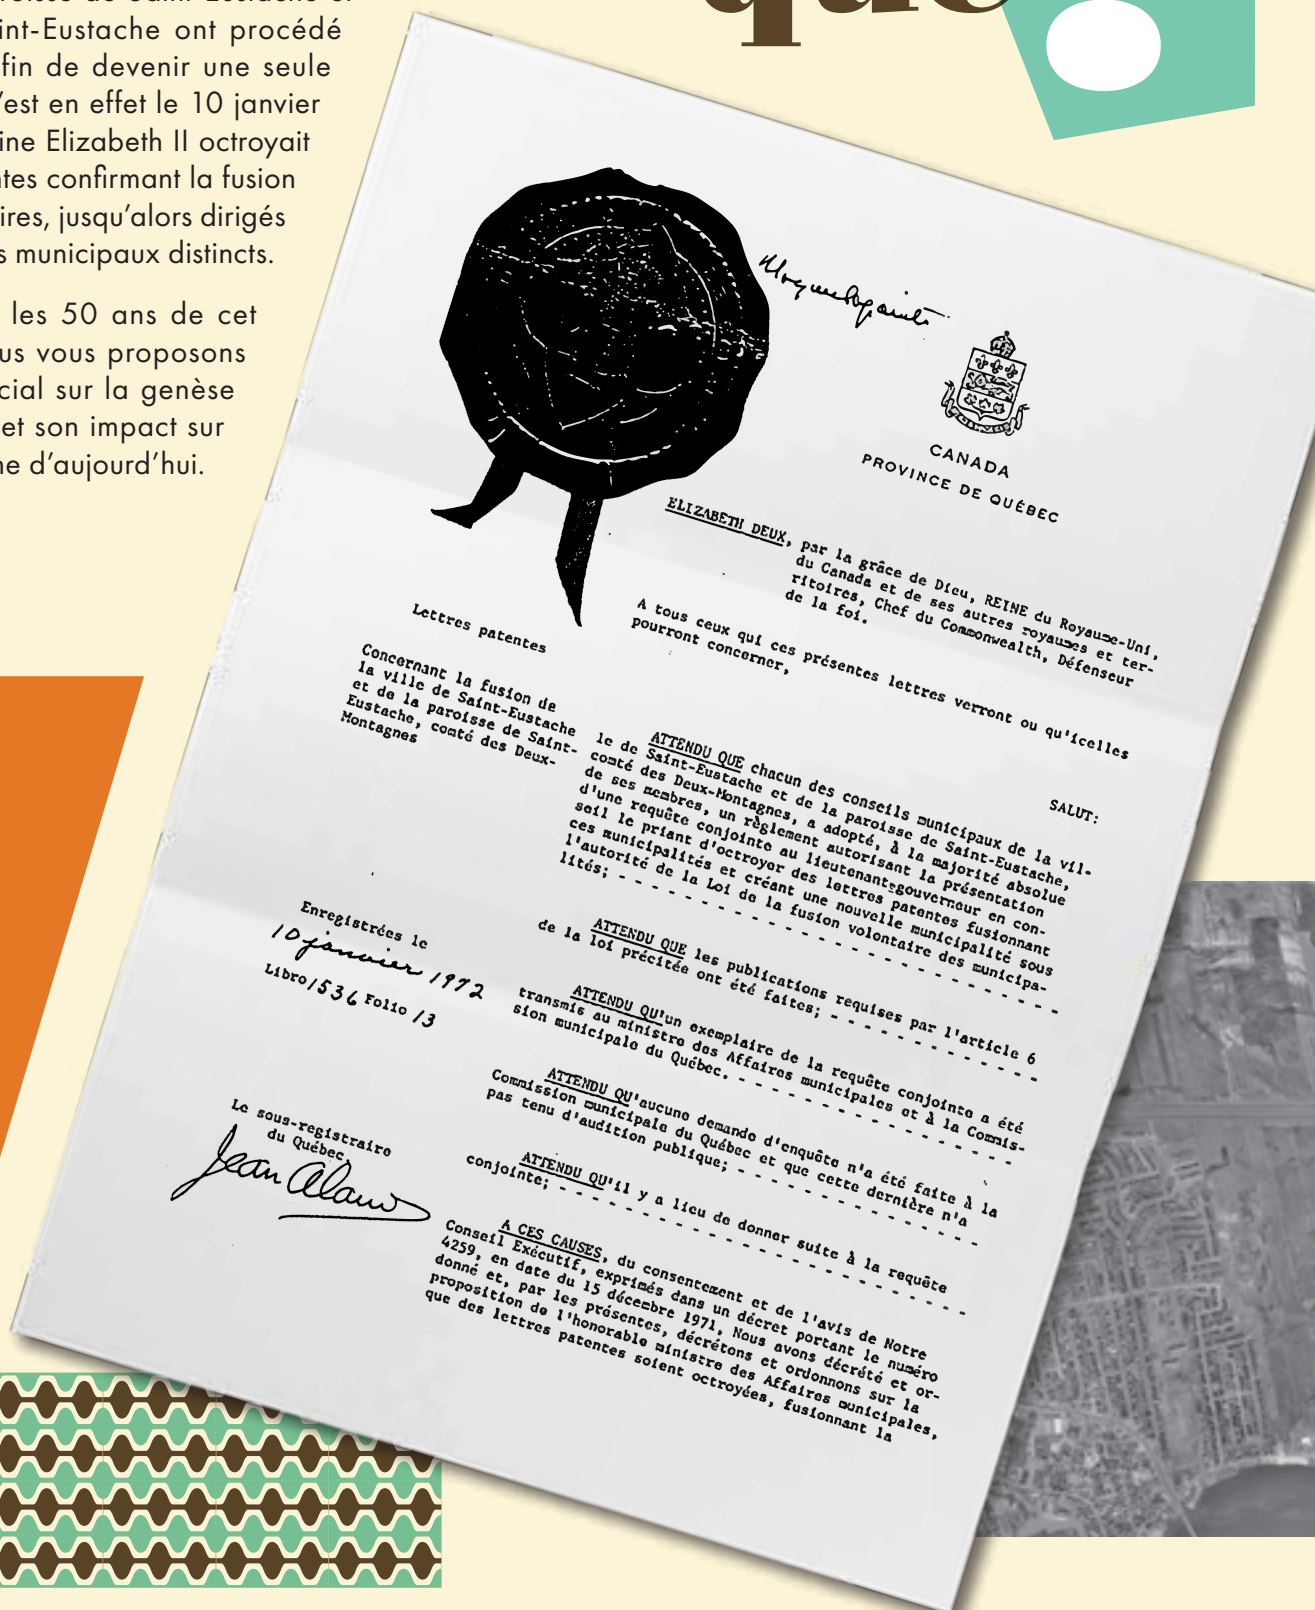 que
roisse de Saint-Eustache et
int-Eustache ont procédé
fin de devenir une seule
'est en effet le 10 janvier
ine Elizabeth II octroyait
ntes confirmant la fusion
ires, jusqu'alors dirigés
s municipaux distincts.
les 50 ans de cet
us vous proposons
cial sur la genèse
et son impact sur
ne d'aujourd'hui.
CANADA
PROVINCE DE QUÉBEC
ELIZABETH DEUX, par la grâce de Dieu, REINE du Royaume-Uni,
du Canada et de ses autres royaumes et ter-
ritoires, Chef du Commonwealth, Défenseur
de la foi.
A tous ceux qui ces présentes lettres verront ou qu'icelles
pourront concerner,
SALUT:
Lettres patentes
Concernant la fusion de
la ville de Saint-Eustache
et de la paroisse de Saint-
Eustache, comté des Deux-
Montagnes
ATTENDU QUE chacun des conseils municipaux de la vil-
le de Saint-Eustache et de la paroisse de Saint-Eustache,
comté des Deux-Montagnes, a adopté, à la majorité absolue
de ses membres, un règlement autorisant la présentation
d'une requête conjointe au lieutenant-gouverneur en con-
seil le priant d'octroyer des lettres patentes fusionnant
ces municipalités et créant une nouvelle municipalité sous
l'autorité de la Loi de la fusion volontaire des municipa-
lités; - - - - - - - - - - - - - - - - - - - - - -
ATTENDU QUE les publications requises par l'article 6
de la loi précitée ont été faites; - - - - - - - - - - -
ATTENDU QU'un exemplaire de la requête conjointe a été
transmis au ministre des Affaires municipales et à la Commis-
sion municipale du Québec. - - - - - - - - - - - - - -
ATTENDU QU'aucune demande d'enquête n'a été faite à la
Commission municipale du Québec et que cette dernière n'a
pas tenu d'audition publique; - - - - - - - - - - - -
ATTENDU QU'il y a lieu de donner suite à la requête
conjointe; - - - - - - - - - - - - - - - - - - - -
A CES CAUSES, du consentement et de l'avis de Notre
Conseil Exécutif, exprimés dans un décret portant le numéro
4259, en date du 15 décembre 1971, Nous avons décrété et or-
donné et, par les présentes, décrétons et ordonnons sur la
proposition de l'honorable ministre des Affaires municipales,
que des lettres patentes soient octroyées, fusionnant la
Enregistrées le
10 janvier 1972
Libro 1536 Folio 13
Le sous-registraire
du Québec
Jean Alarie